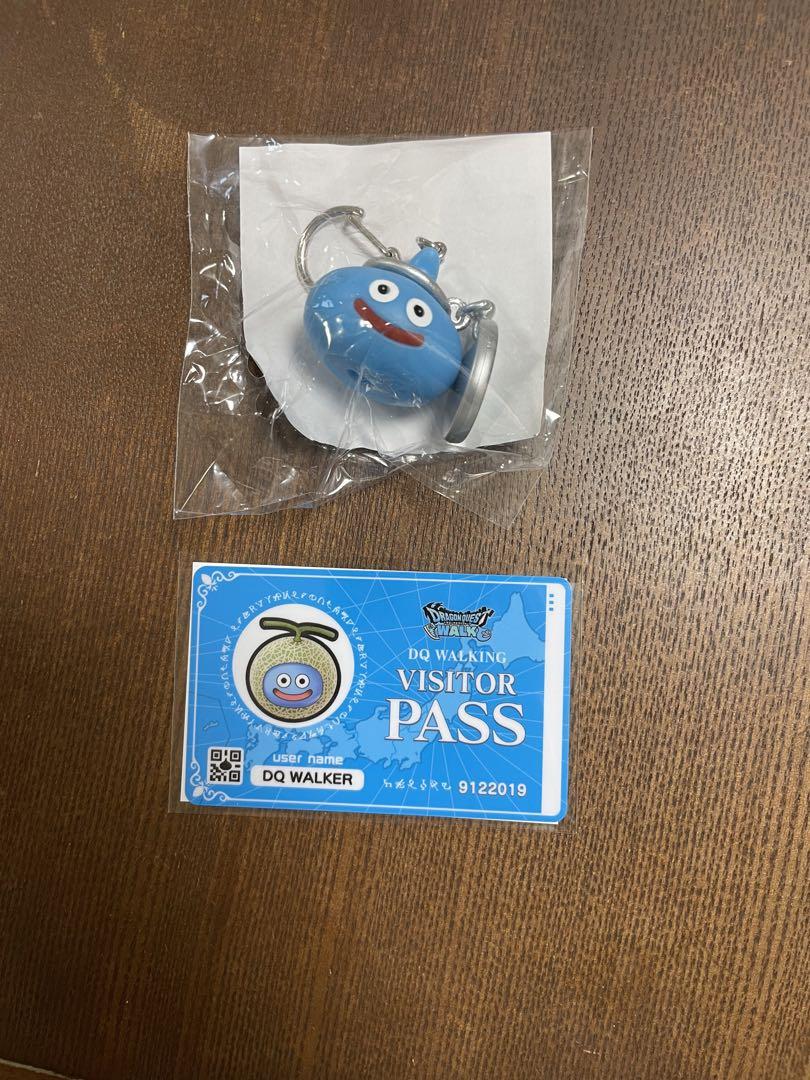 DRAGON QUEST
WALK
DQ WALKING
VISITOR
PASS
user name
DQ WALKER
9122019